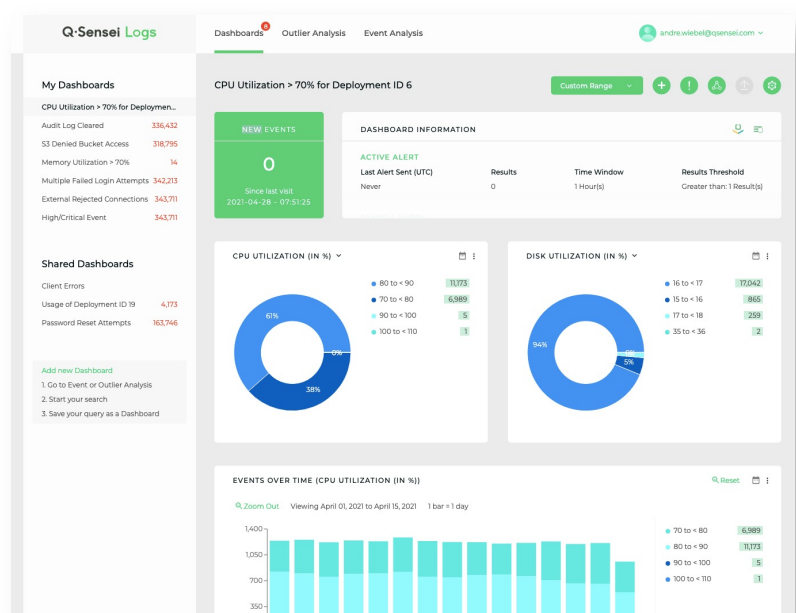 Q·Sensei Logs
Dashboards
Outlier Analysis
Event Analysis
andre.wiebel@qsensei.com
My Dashboards
CPU Utilization > 70% for Deploymen...
Audit Log Cleared 336,432
S3 Denied Bucket Access 318,795
Memory Utilization > 70% 14
Multiple Failed Login Attempts 342,213
External Rejected Connections 343,711
High/Critical Event 343,711
Shared Dashboards
Client Errors
Usage of Deployment ID 19 4,173
Password Reset Attempts 163,746
Add new Dashboard
1. Go to Event or Outlier Analysis
2. Start your search
3. Save your query as a Dashboard
CPU Utilization > 70% for Deployment ID 6
Custom Range
NEW EVENTS
0
Since last visit
2021-04-28 - 07:51:25
DASHBOARD INFORMATION
ACTIVE ALERT
Last Alert Sent (UTC) Results Time Window Results Threshold
Never 0 1 Hour(s) Greater than: 1 Result(s)
CPU UTILIZATION (IN %)
61%
0%
38%
80 to < 90 11,173
70 to < 80 6,989
90 to < 100 5
100 to < 110 1
DISK UTILIZATION (IN %)
94%
5%
16 to < 17 17,042
15 to < 16 865
17 to < 18 259
35 to < 36 2
EVENTS OVER TIME (CPU UTILIZATION (IN %))
Reset
Zoom Out Viewing April 01, 2021 to April 15, 2021 1 bar = 1 day
1,400
1,050
700
350
70 to < 80 6,989
80 to < 90 11,173
90 to < 100 5
100 to < 110 1